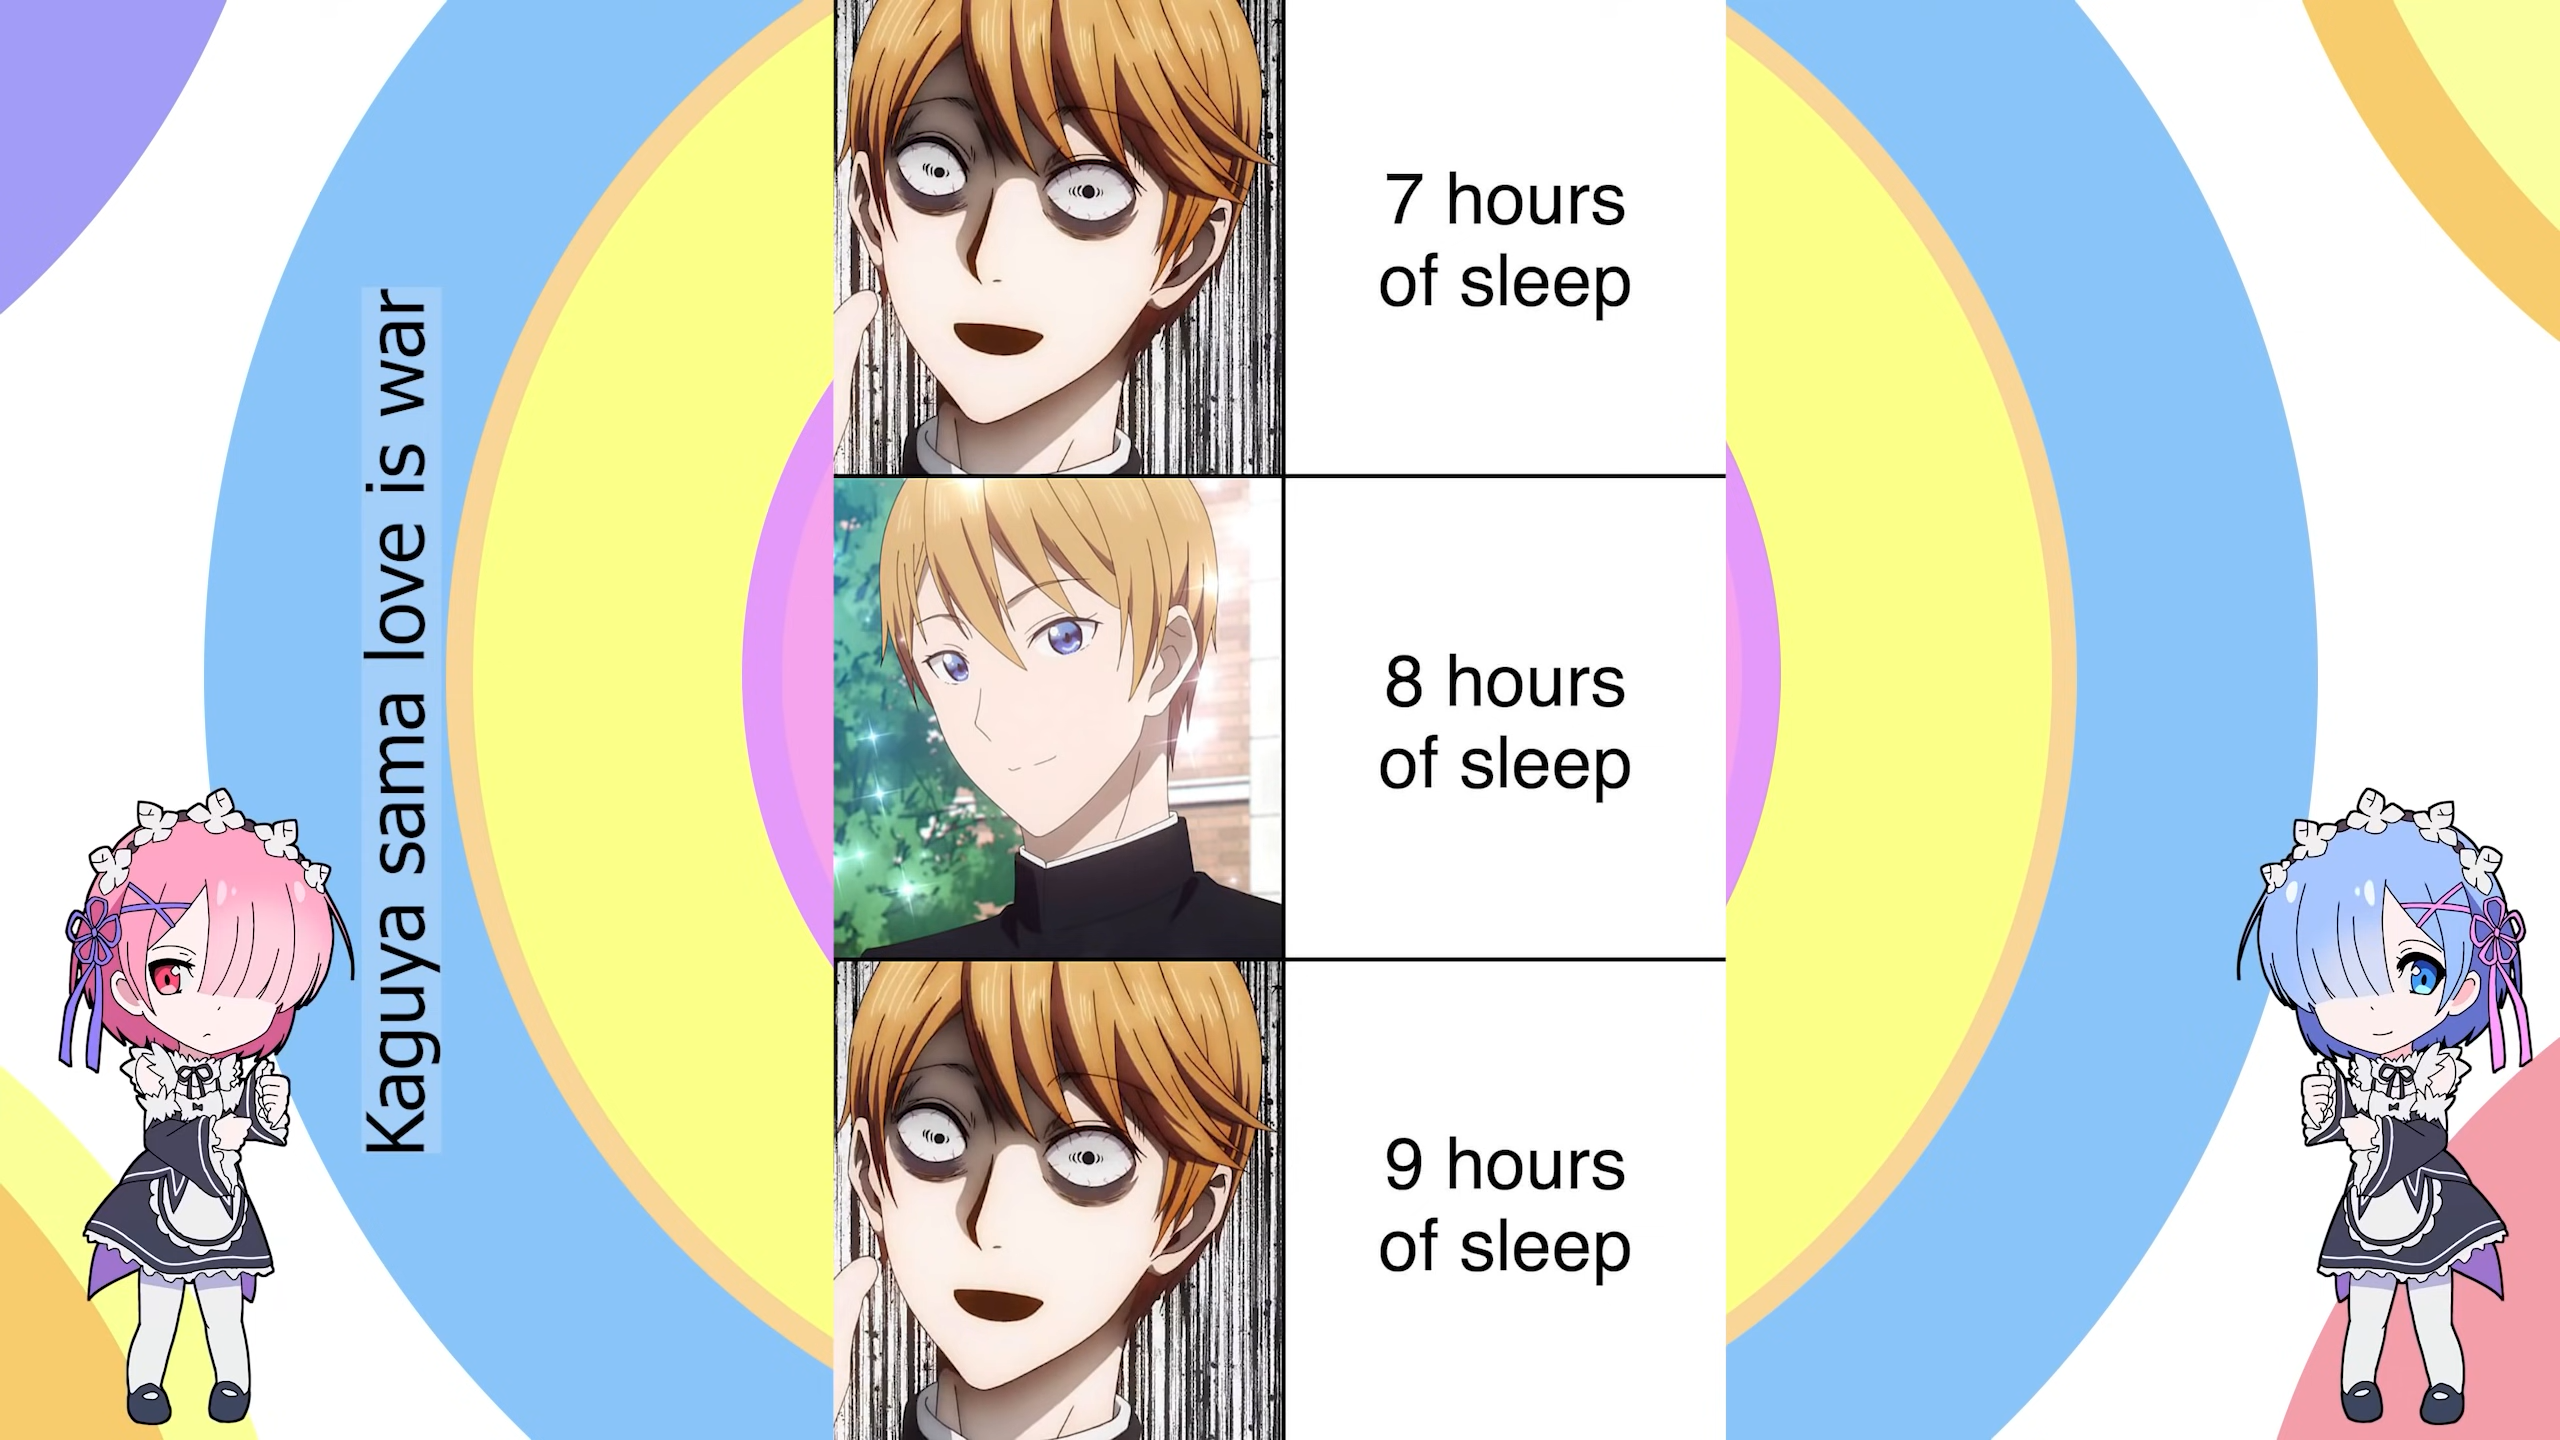 Kaguya sama love is war
7 hours
of sleep
8 hours
of sleep
9 hours
of sleep